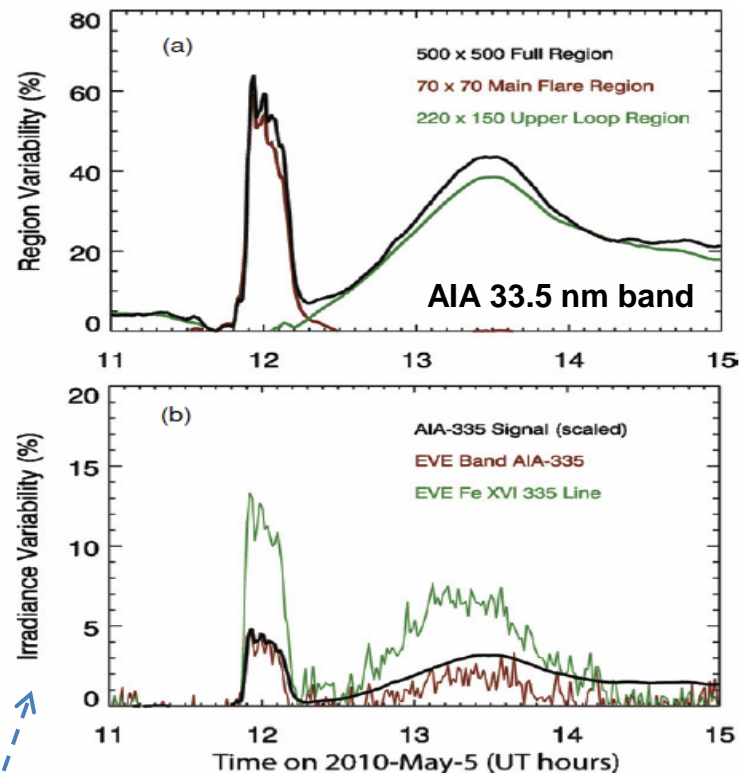 80
60
40
20
0
Region Variability (%)
(a)
500 x 500 Full Region
70 x 70 Main Flare Region
220 x 150 Upper Loop Region
AIA 33.5 nm band
11 12 13 14 15
20
15
10
5
0
Irradiance Variability (%)
(b)
AIA-335 Signal (scaled)
EVE Band AIA-335
EVE Fe XVI 335 Line
11 12 13 14 15
Time on 2010-May-5 (UT hours)